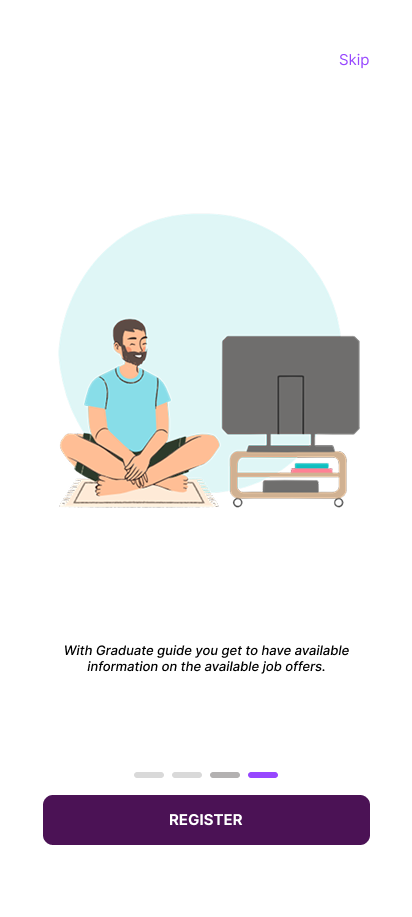 Skip
With Graduate guide you get to have available
information on the available job offers.
REGISTER